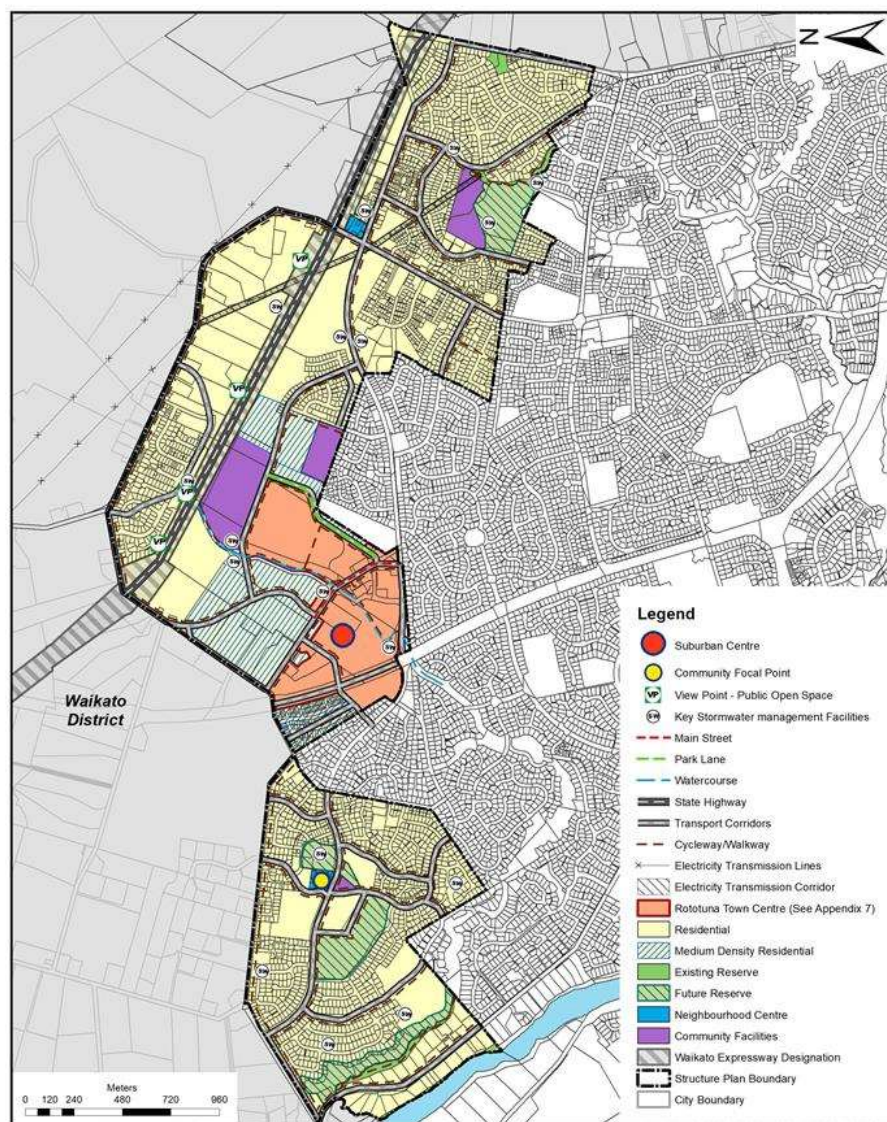 N
VP
SW
Waikato
District
Legend
Suburban Centre
Community Focal Point
VP View Point - Public Open Space
SW Key Stormwater management Facilities
Main Street
Park Lane
Watercourse
State Highway
Transport Corridors
Cycleway/Walkway
Electricity Transmission Lines
Electricity Transmission Corridor
Rototuna Town Centre (See Appendix 7)
Residential
Medium Density Residential
Existing Reserve
Future Reserve
Neighbourhood Centre
Community Facilities
Waikato Expressway Designation
Structure Plan Boundary
City Boundary
Meters
0 120 240 480 720 960